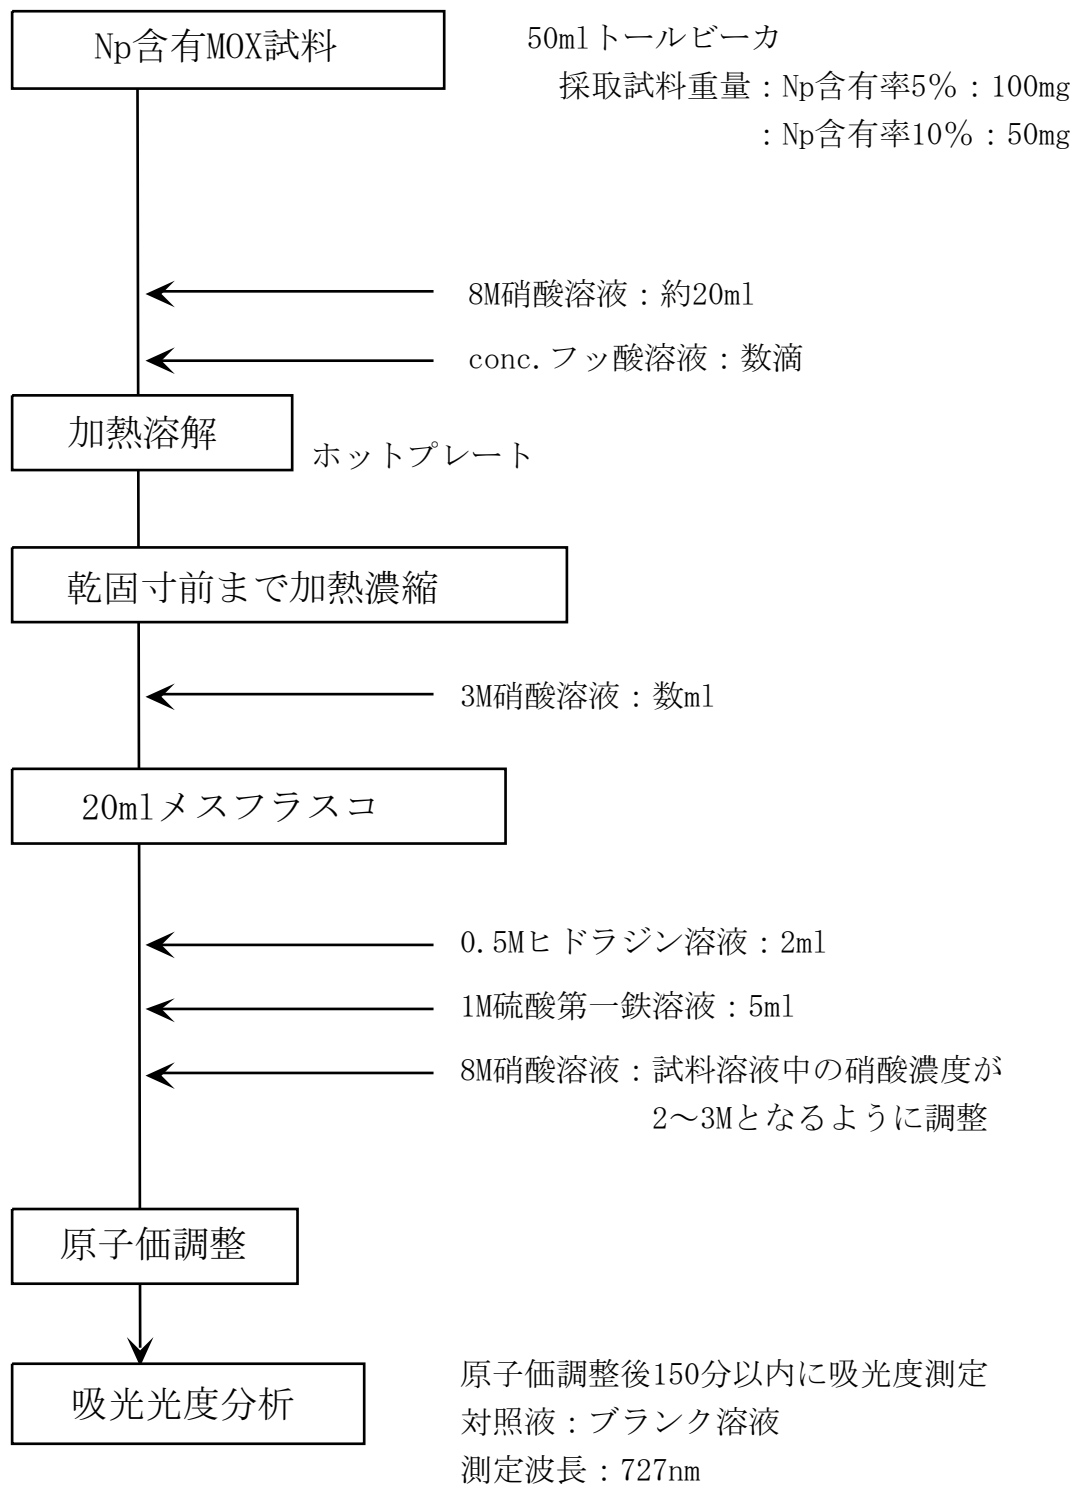 Np含有MOX試料
50mlトールビーカ
採取試料重量：Np含有率5％：100mg
：Np含有率10％：50mg
8M硝酸溶液：約20ml
conc.フッ酸溶液：数滴
加熱溶解
ホットプレート
乾固寸前まで加熱濃縮
3M硝酸溶液：数ml
20mlメスフラスコ
0.5Mヒドラジン溶液：2ml
1M硫酸第一鉄溶液：5ml
8M硝酸溶液：試料溶液中の硝酸濃度が
2～3Mとなるように調整
原子価調整
吸光光度分析
原子価調整後150分以内に吸光度測定
対照液：ブランク溶液
測定波長：727nm